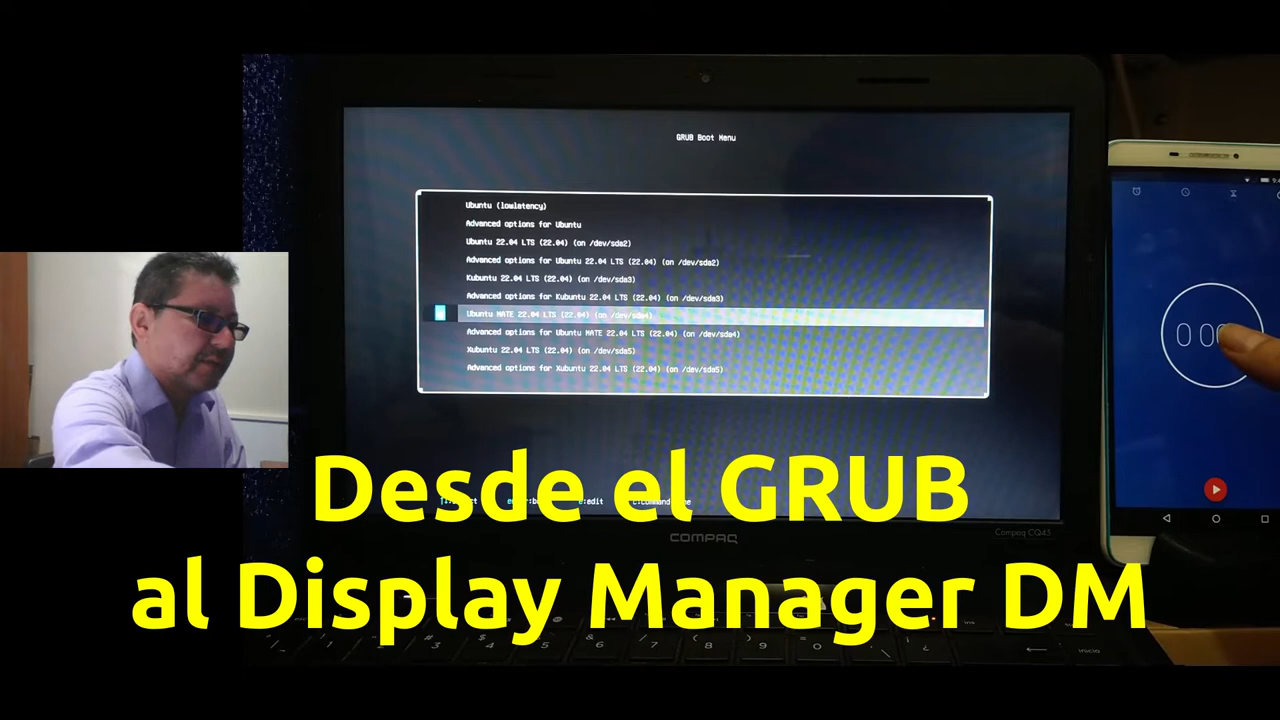 GRUB Boot Menu
Ubuntu (lowlatency)
Advanced options for Ubuntu
Ubuntu 22.04 LTS (22.04) (on /dev/sda2)
Advanced options for Ubuntu 22.04 LTS (22.04) (on /dev/sda2)
Kubuntu 22.04 LTS (22.04) (on /dev/sda3)
Advanced options for Kubuntu 22.04 LTS (22.04) (on /dev/sda3)
Ubuntu MATE 22.04 LTS (22.04) (on /dev/sda4)
Advanced options for Ubuntu MATE 22.04 LTS (22.04) (on /dev/sda4)
Xubuntu 22.04 LTS (22.04) (on /dev/sda5)
Advanced options for Xubuntu 22.04 LTS (22.04) (on /dev/sda5)
Desde el GRUB
COMPAQ
Compaq CQ45
al Display Manager DM
inicio